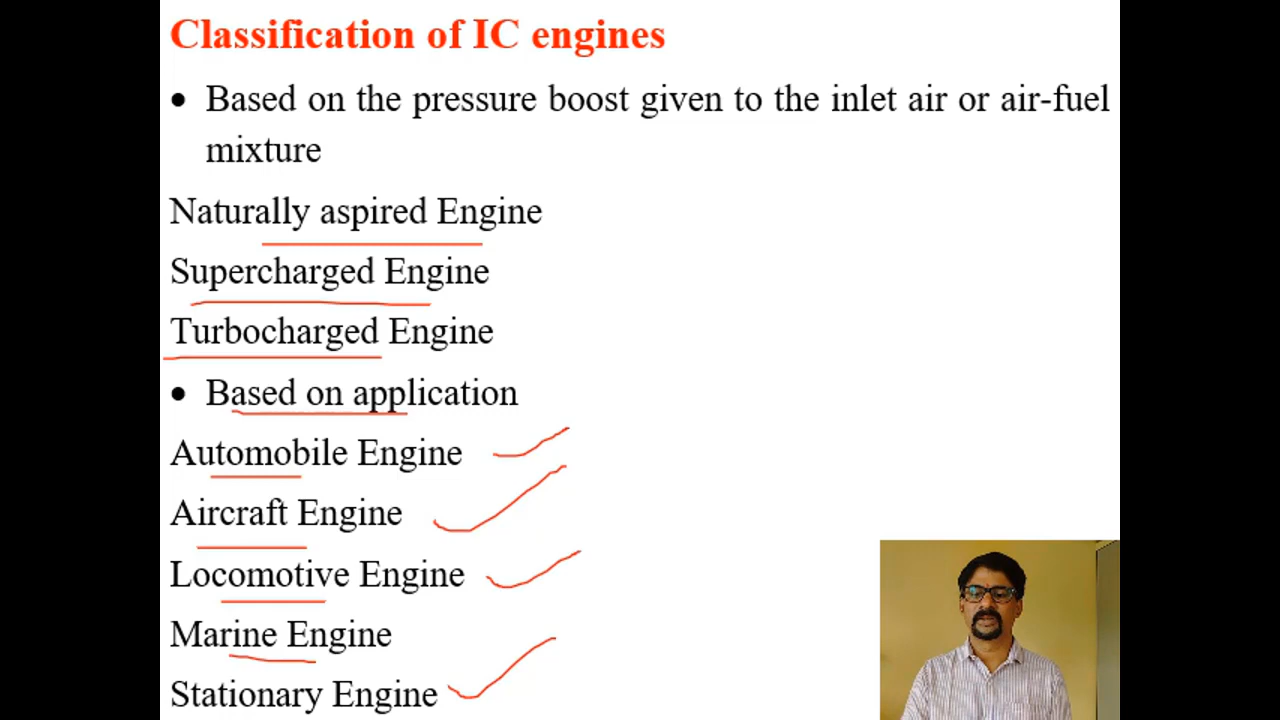 Classification of IC engines
• Based on the pressure boost given to the inlet air or air-fuel
mixture
Naturally aspired Engine
Supercharged Engine
Turbocharged Engine
• Based on application
Automobile Engine
Aircraft Engine
Locomotive Engine
Marine Engine
Stationary Engine